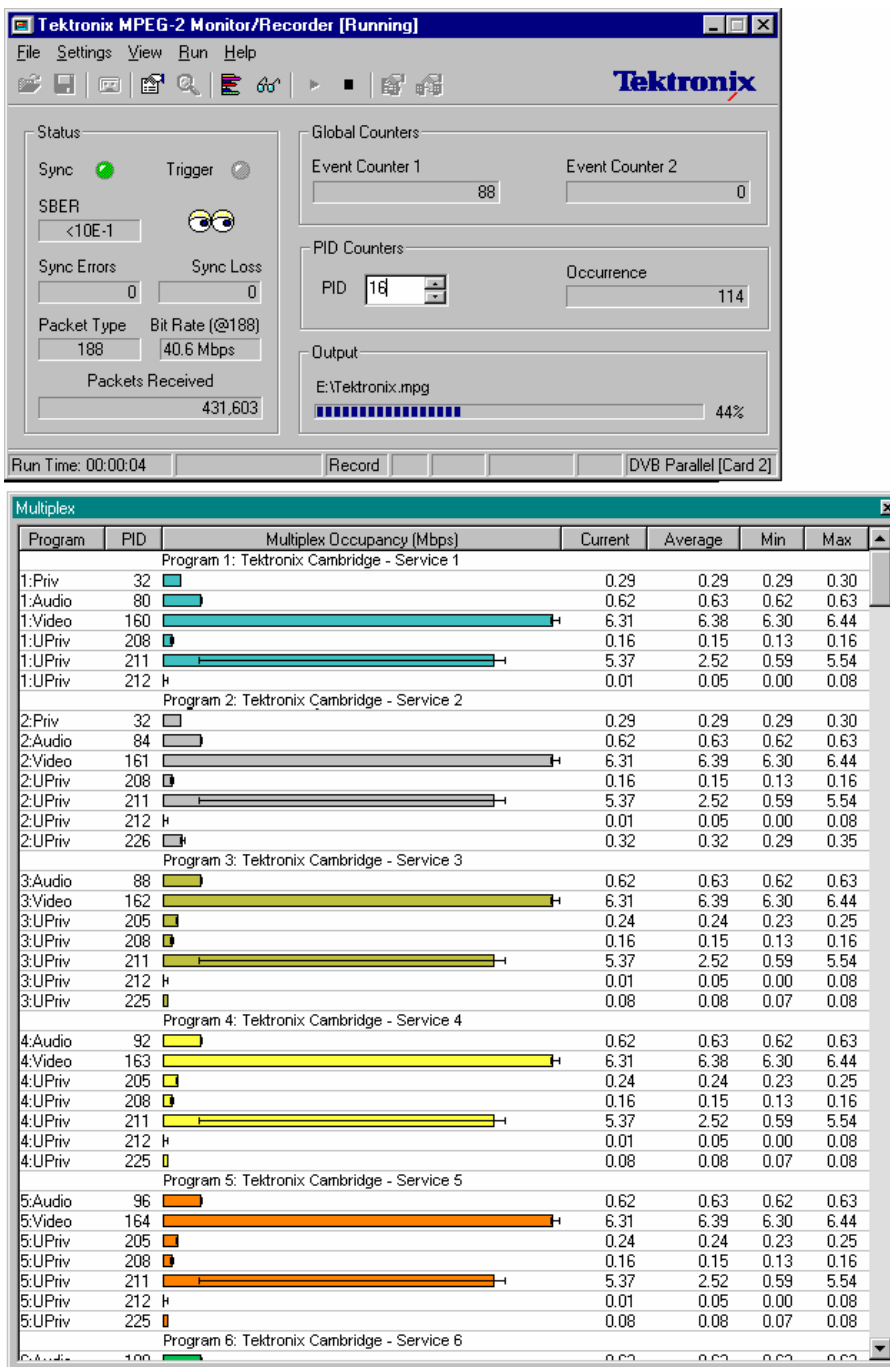 Tektronix MPEG-2 Monitor/Recorder [Running]
File Settings View Run Help
Tektronix
Status
Sync Trigger
SBER
<10E-1
Sync Errors Sync Loss
0 0
Packet Type Bit Rate (@188)
188 40.6 Mbps
Packets Received
431,603
Global Counters
Event Counter 1 Event Counter 2
88 0
PID Counters
PID 16 Occurrence
114
Output
E:\Tektronix.mpg
44%
Run Time: 00:00:04 Record DVB Parallel [Card 2]
Multiplex
Program PID Multiplex Occupancy (Mbps) Current Average Min Max
Program 1: Tektronix Cambridge - Service 1
1:Priv 32 0.29 0.29 0.29 0.30
1:Audio 80 0.62 0.63 0.62 0.63
1:Video 160 6.31 6.38 6.30 6.44
1:UPriv 208 0.16 0.15 0.13 0.16
1:UPriv 211 5.37 2.52 0.59 5.54
1:UPriv 212 0.01 0.05 0.00 0.08
Program 2: Tektronix Cambridge - Service 2
2:Priv 32 0.29 0.29 0.29 0.30
2:Audio 84 0.62 0.63 0.62 0.63
2:Video 161 6.31 6.39 6.30 6.44
2:UPriv 208 0.16 0.15 0.13 0.16
2:UPriv 211 5.37 2.52 0.59 5.54
2:UPriv 212 0.01 0.05 0.00 0.08
2:UPriv 226 0.32 0.32 0.29 0.35
Program 3: Tektronix Cambridge - Service 3
3:Audio 88 0.62 0.63 0.62 0.63
3:Video 162 6.31 6.39 6.30 6.44
3:UPriv 205 0.24 0.24 0.23 0.25
3:UPriv 208 0.16 0.15 0.13 0.16
3:UPriv 211 5.37 2.52 0.59 5.54
3:UPriv 212 0.01 0.05 0.00 0.08
3:UPriv 225 0.08 0.08 0.07 0.08
Program 4: Tektronix Cambridge - Service 4
4:Audio 92 0.62 0.63 0.62 0.63
4:Video 163 6.31 6.38 6.30 6.44
4:UPriv 205 0.24 0.24 0.23 0.25
4:UPriv 208 0.16 0.15 0.13 0.16
4:UPriv 211 5.37 2.52 0.59 5.54
4:UPriv 212 0.01 0.05 0.00 0.08
4:UPriv 225 0.08 0.08 0.07 0.08
Program 5: Tektronix Cambridge - Service 5
5:Audio 96 0.62 0.63 0.62 0.63
5:Video 164 6.31 6.39 6.30 6.44
5:UPriv 205 0.24 0.24 0.23 0.25
5:UPriv 208 0.16 0.15 0.13 0.16
5:UPriv 211 5.37 2.52 0.59 5.54
5:UPriv 212 0.01 0.05 0.00 0.08
5:UPriv 225 0.08 0.08 0.07 0.08
Program 6: Tektronix Cambridge - Service 6